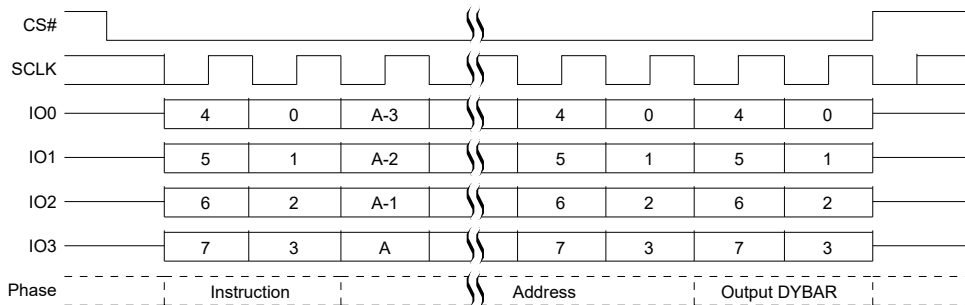 CS#
SCLK
IO0 4 0 A-3 4 0 4 0
IO1 5 1 A-2 5 1 5 1
IO2 6 2 A-1 6 2 6 2
IO3 7 3 A 7 3 7 3
Phase Instruction Address Output DYBAR